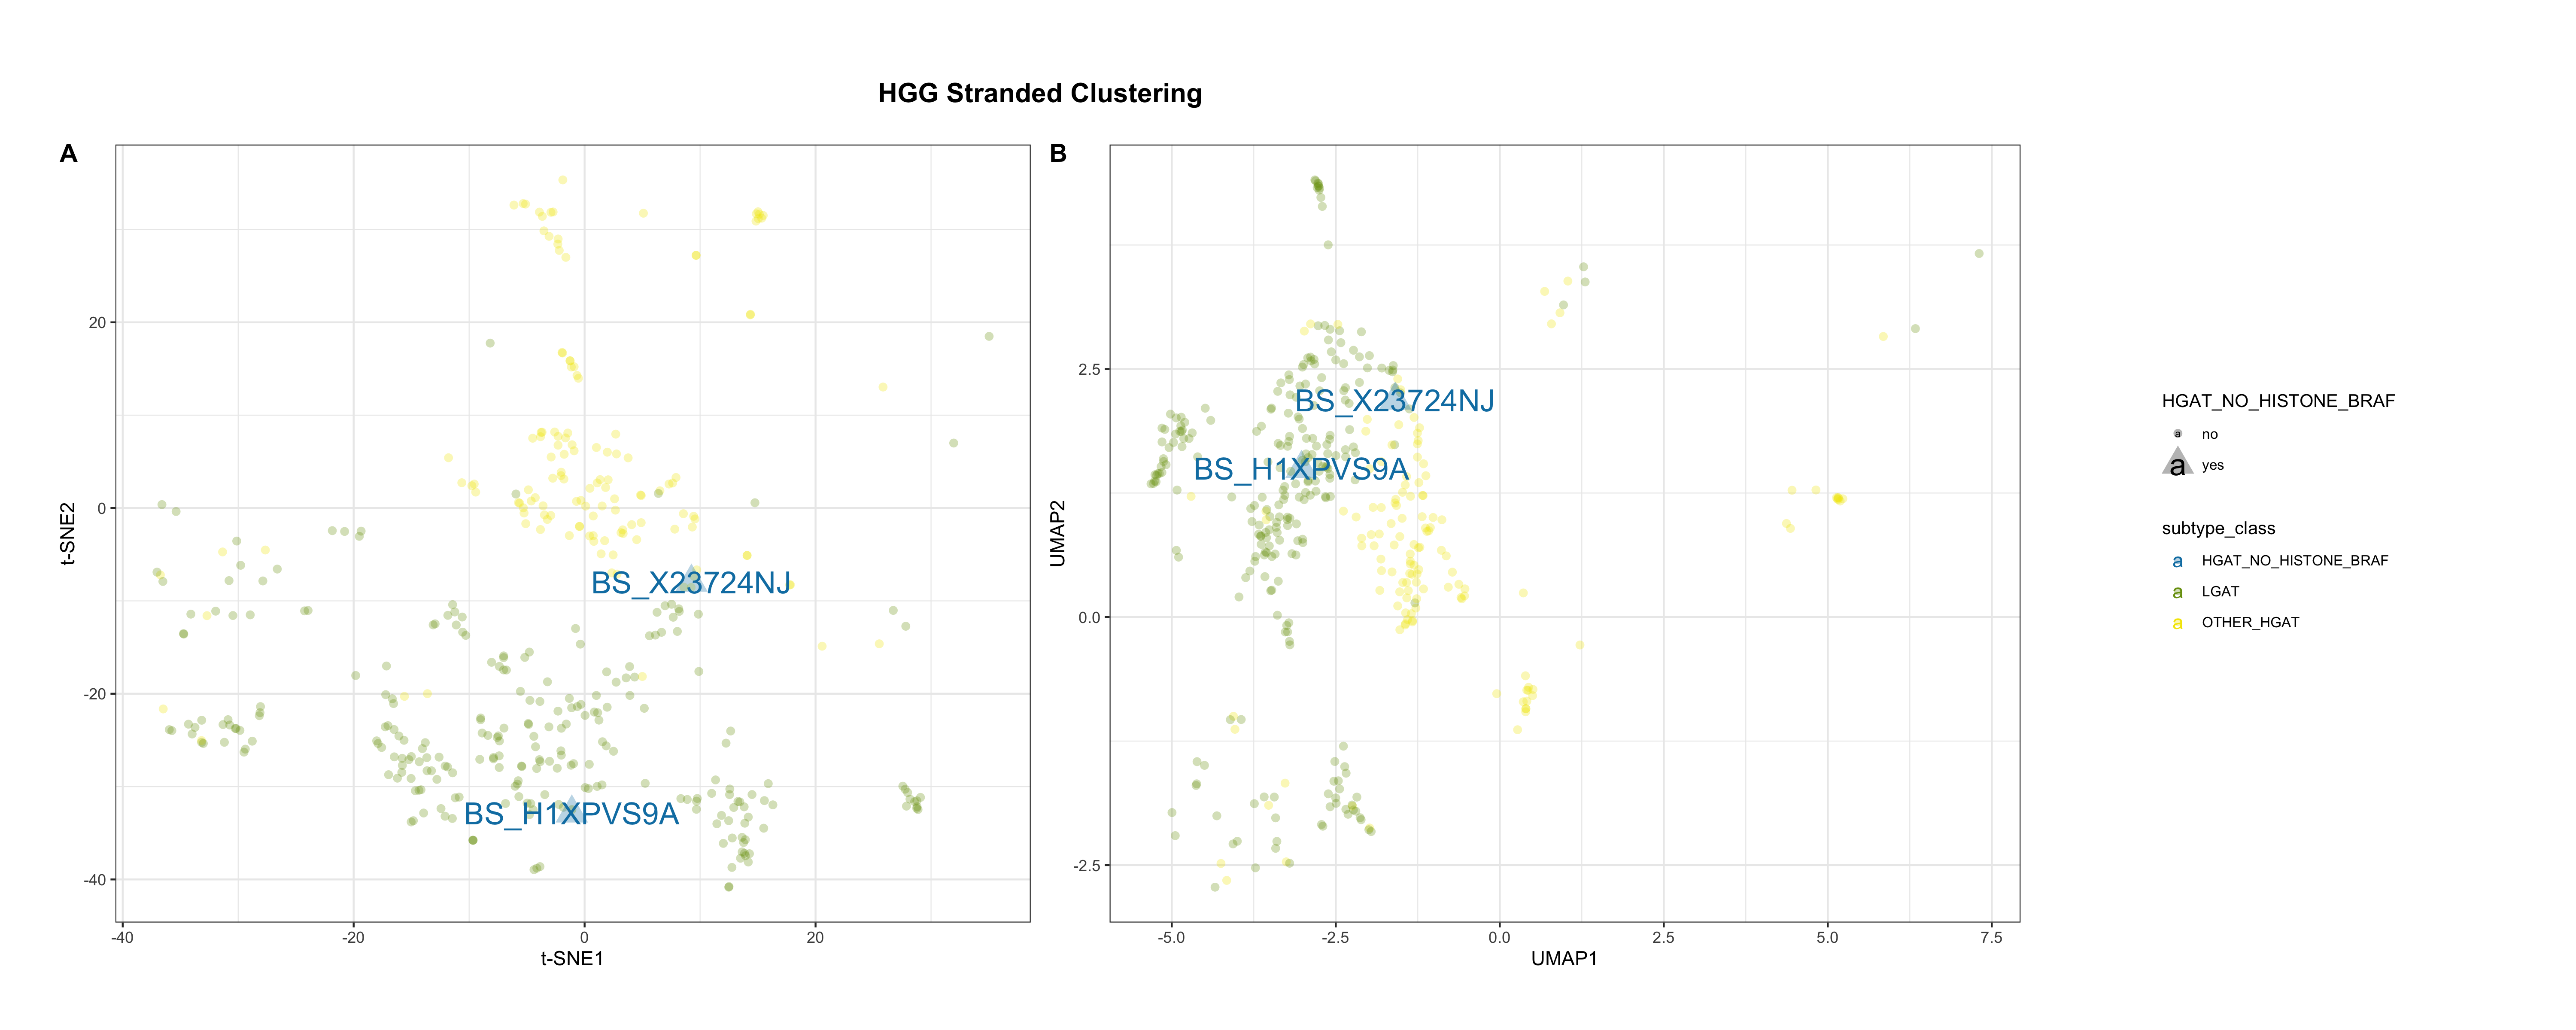 HGG Stranded Clustering
A
B
t-SNE2
20
0
-20
-40
BS_X23724NJ
BS_H1XPVS9A
-40
-20
0
20
t-SNE1
UMAP2
2.5
0.0
-2.5
BS_X23724NJ
BS_H1XPVS9A
-5.0
-2.5
0.0
2.5
5.0
7.5
UMAP1
HGAT_NO_HISTONE_BRAF
a no
a yes
subtype_class
a HGAT_NO_HISTONE_BRAF
a LGAT
a OTHER_HGAT